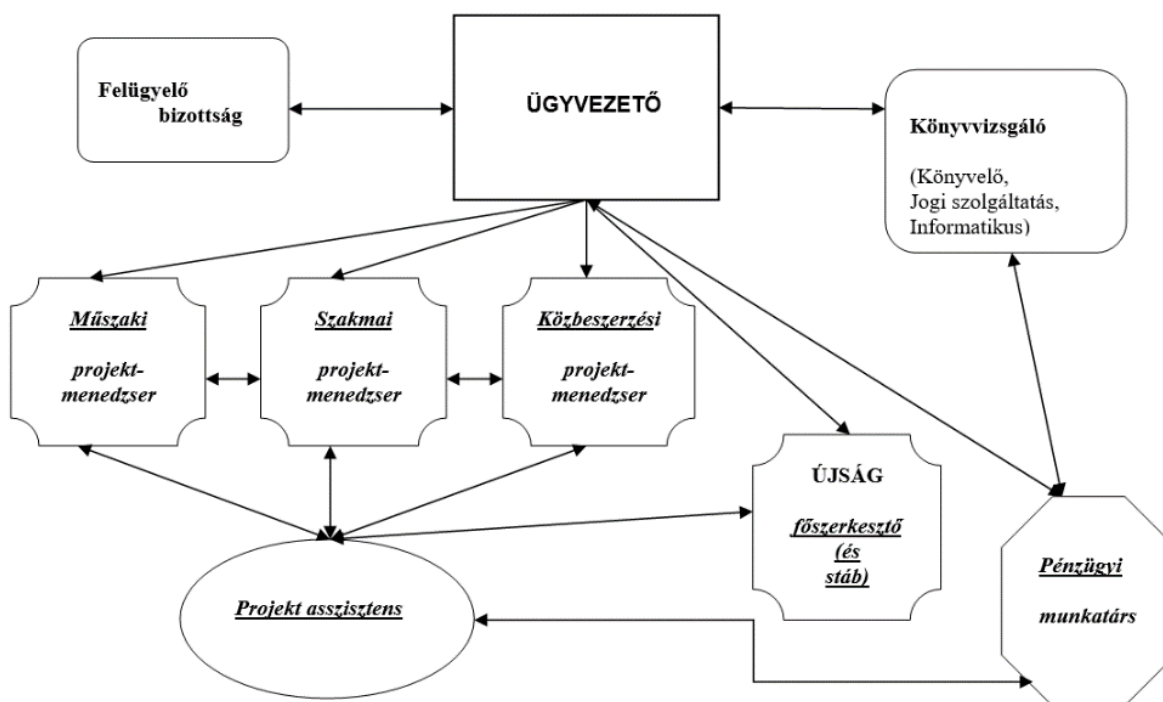 Felügyelő
bizottság
ÜGYVEZETŐ
Könyvvizsgáló
(Könyvelő,
Jogi szolgáltatás,
Informatikus)
Műszaki
projekt-
menedzser
Szakmai
projekt-
menedzser
Közbeszerzési
projekt-
menedzser
ÚJSÁG
főszerkesztő
(és
stáb)
Projekt asszisztens
Pénzügyi
munkatárs